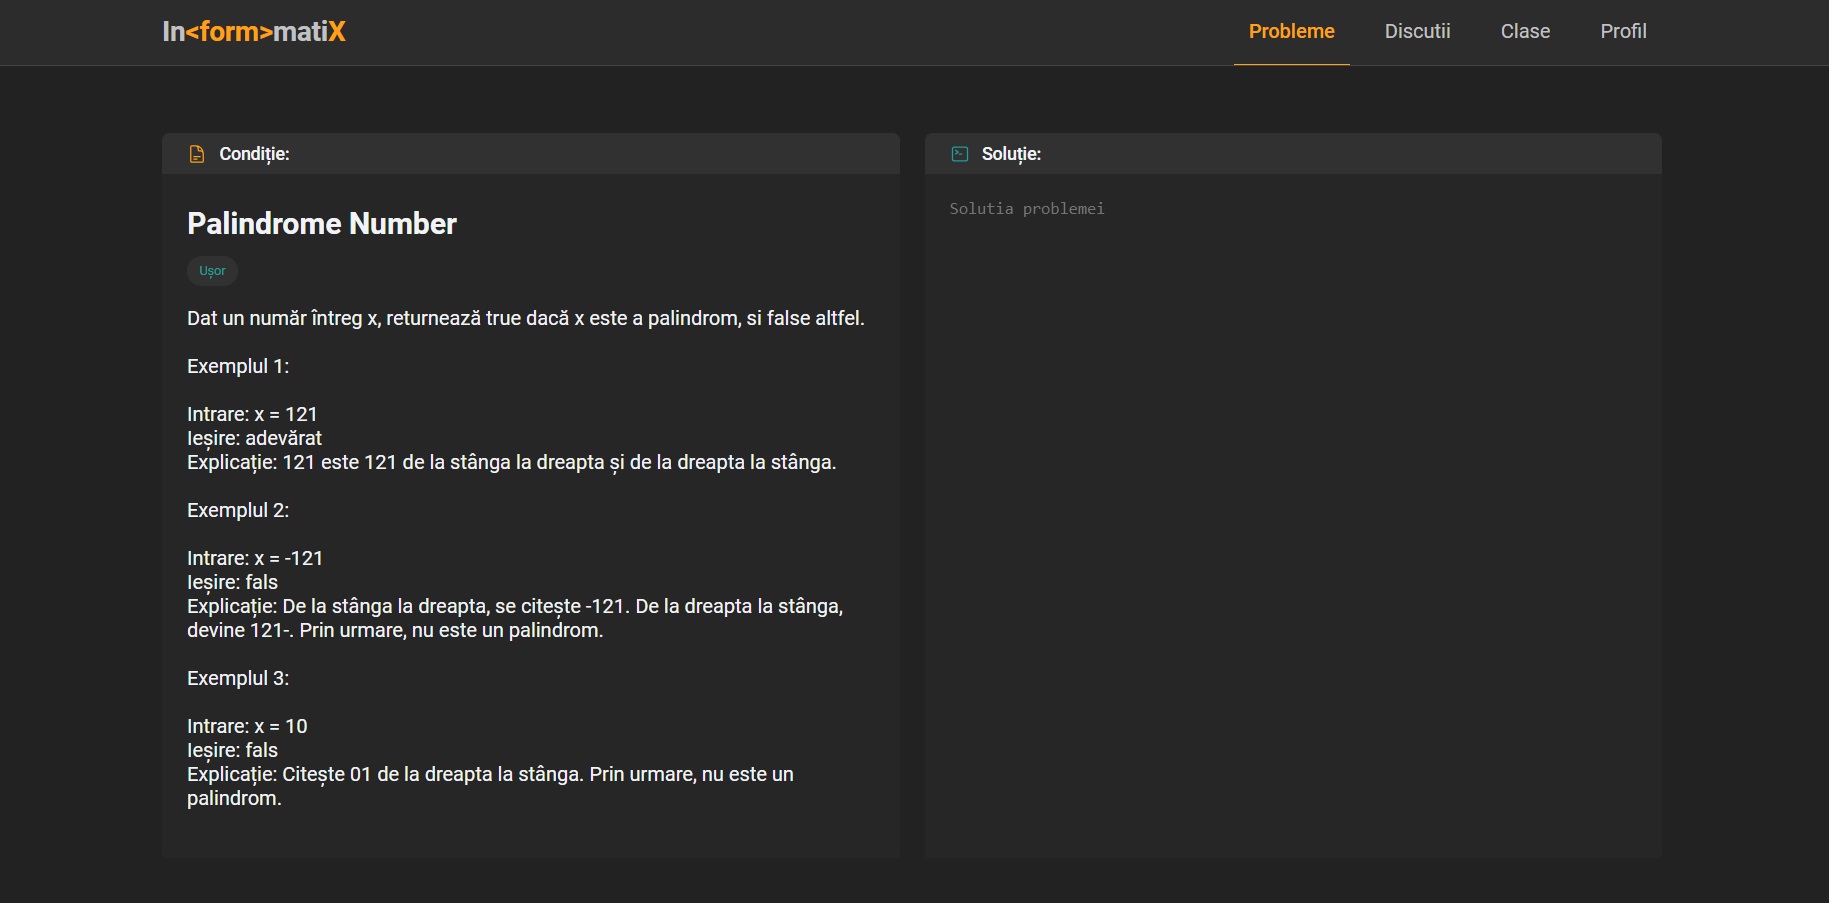 In<form>matiX
Probleme
Discutii
Clase
Profil
Condiție:
Palindrome Number
Ușor
Dat un număr întreg x, returnează true dacă x este a palindrom, si false altfel.
Exemplul 1:
Intrare: x = 121
Ieșire: adevărat
Explicație: 121 este 121 de la stânga la dreapta și de la dreapta la stânga.
Exemplul 2:
Intrare: x = -121
Ieșire: fals
Explicație: De la stânga la dreapta, se citește -121. De la dreapta la stânga,
devine 121-. Prin urmare, nu este un palindrom.
Exemplul 3:
Intrare: x = 10
Ieșire: fals
Explicație: Citește 01 de la dreapta la stânga. Prin urmare, nu este un
palindrom.
Soluție:
Solutia problemei